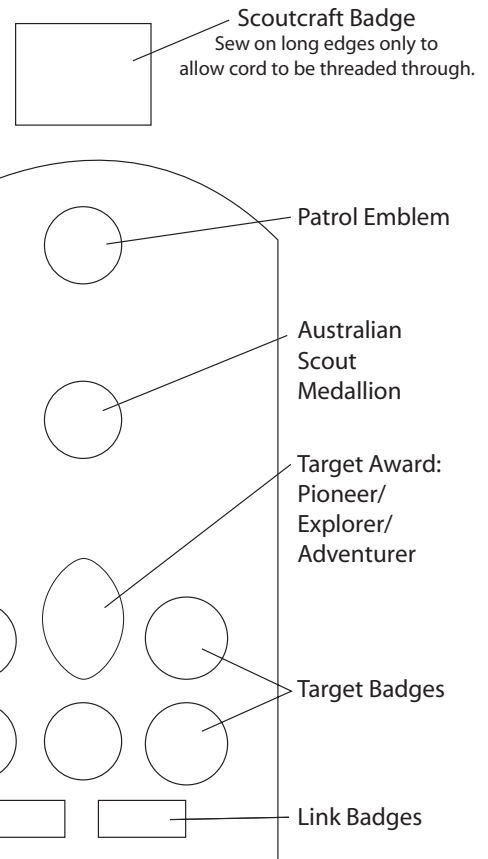 Scoutcraft Badge
Sew on long edges only to
allow cord to be threaded through.
Patrol Emblem
Australian
Scout
Medallion
Target Award:
Pioneer/
Explorer/
Adventurer
Target Badges
Link Badges